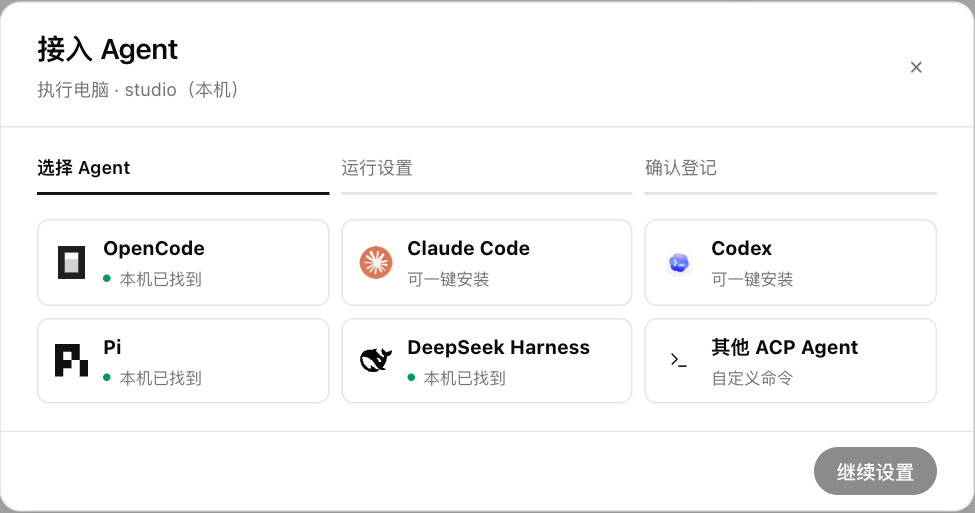 接入 Agent
执行电脑 · studio（本机）
×
选择 Agent
运行设置
确认登记
OpenCode
本机已找到
Claude Code
可一键安装
Codex
可一键安装
Pi
本机已找到
DeepSeek Harness
本机已找到
其他 ACP Agent
自定义命令
继续设置